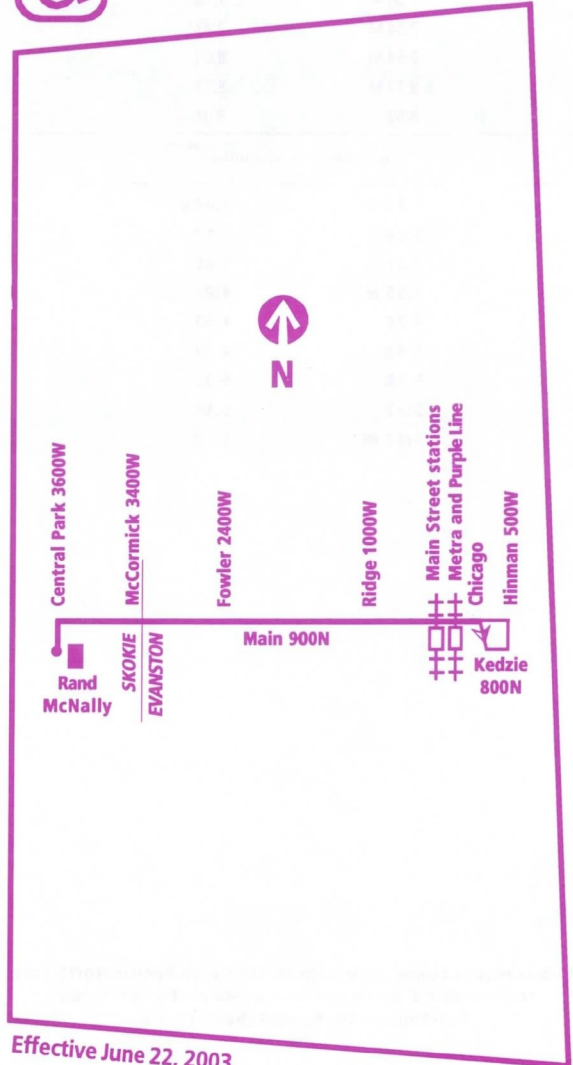 N
Central Park 3600W
McCormick 3400W
Fowler 2400W
Ridge 1000W
Main Street stations
Metra and Purple Line
Chicago
Hinman 500W
Main 900N
Kedzie
800N
Rand
McNally
SKOKIE
EVANSTON
Effective June 22, 2003